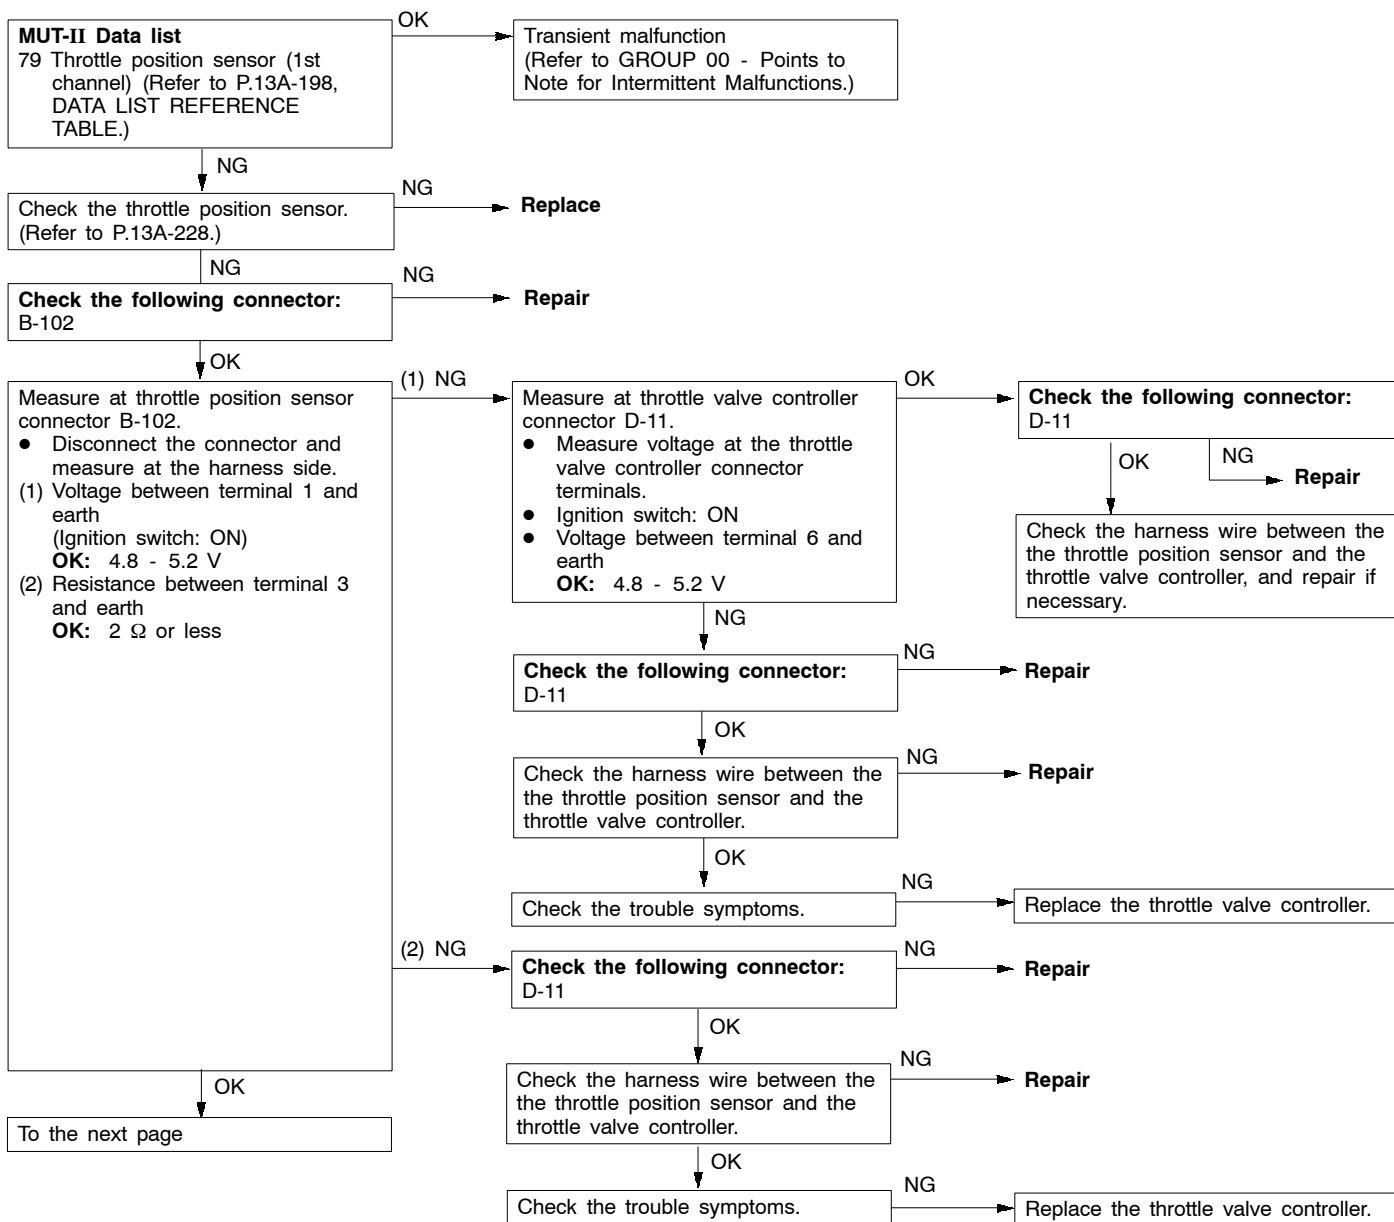 MUT-II Data list
79 Throttle position sensor (1st
channel) (Refer to P.13A-198,
DATA LIST REFERENCE
TABLE.)
OK
Transient malfunction
(Refer to GROUP 00 - Points to
Note for Intermittent Malfunctions.)
NG
Check the throttle position sensor.
(Refer to P.13A-228.)
NG
Replace
NG
Check the following connector:
B-102
NG
Repair
OK
Measure at throttle position sensor
connector B-102.
● Disconnect the connector and
measure at the harness side.
(1) Voltage between terminal 1 and
earth
(Ignition switch: ON)
OK: 4.8 - 5.2 V
(2) Resistance between terminal 3
and earth
OK: 2 Ω or less
(1) NG
Measure at throttle valve controller
connector D-11.
● Measure voltage at the throttle
valve controller connector
terminals.
● Ignition switch: ON
● Voltage between terminal 6 and
earth
OK: 4.8 - 5.2 V
OK
Check the following connector:
D-11
OK
NG
Repair
Check the harness wire between the
the throttle position sensor and the
throttle valve controller, and repair if
necessary.
NG
Check the following connector:
D-11
NG
Repair
OK
Check the harness wire between the
the throttle position sensor and the
throttle valve controller.
NG
Repair
OK
Check the trouble symptoms.
NG
Replace the throttle valve controller.
(2) NG
Check the following connector:
D-11
NG
Repair
OK
Check the harness wire between the
the throttle position sensor and the
throttle valve controller.
NG
Repair
OK
Check the trouble symptoms.
NG
Replace the throttle valve controller.
OK
To the next page